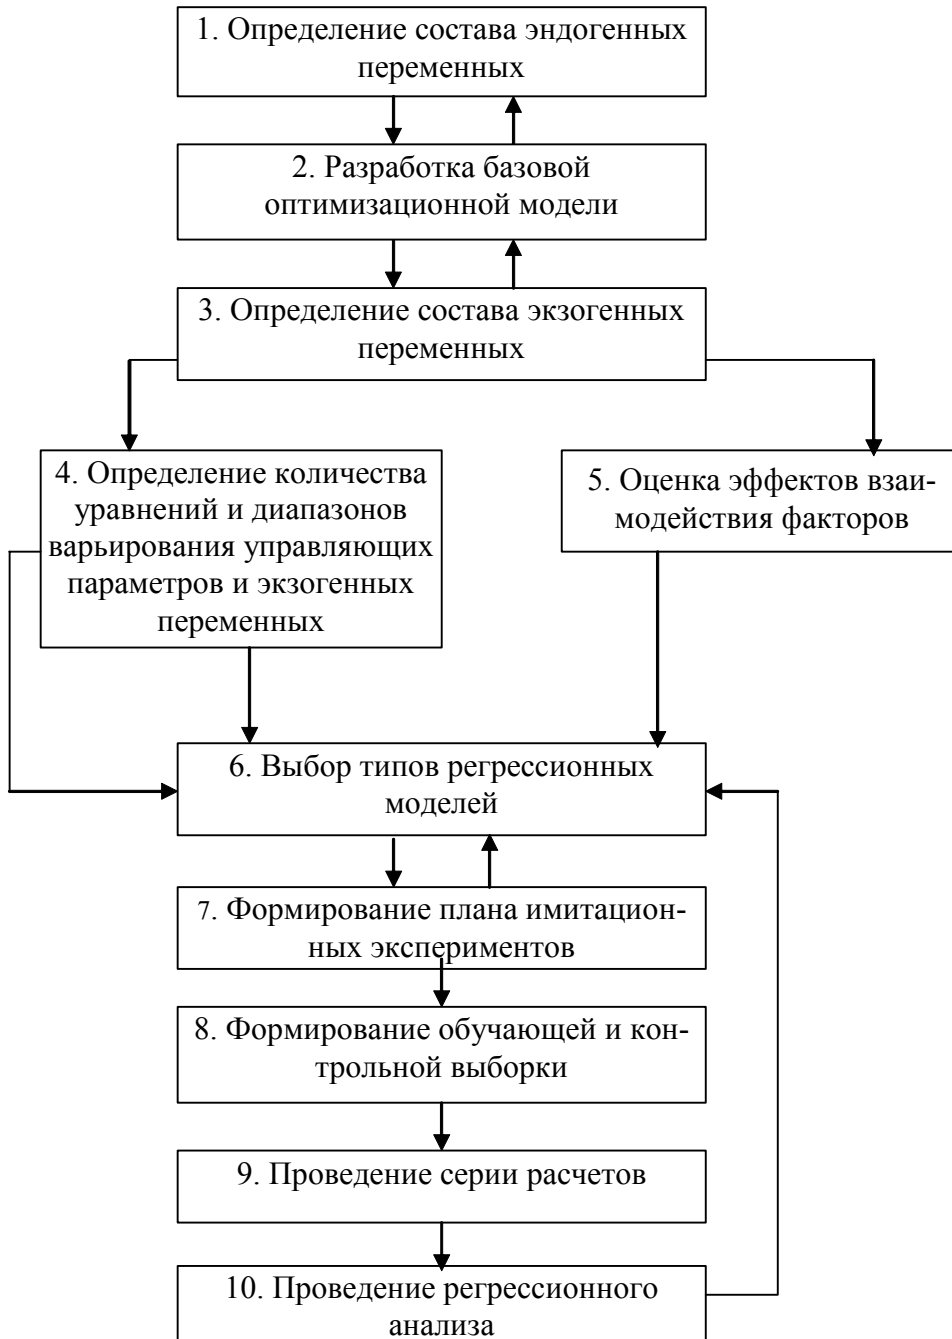 1. Определение состава эндогенных
переменных
2. Разработка базовой
оптимизационной модели
3. Определение состава экзогенных
переменных
4. Определение количества
уравнений и диапазонов
варьирования управляющих
параметров и экзогенных
переменных
5. Оценка эффектов взаи-
модействия факторов
6. Выбор типов регрессионных
моделей
7. Формирование плана имитацион-
ных экспериментов
8. Формирование обучающей и кон-
трольной выборки
9. Проведение серии расчетов
10. Проведение регрессионного
анализа